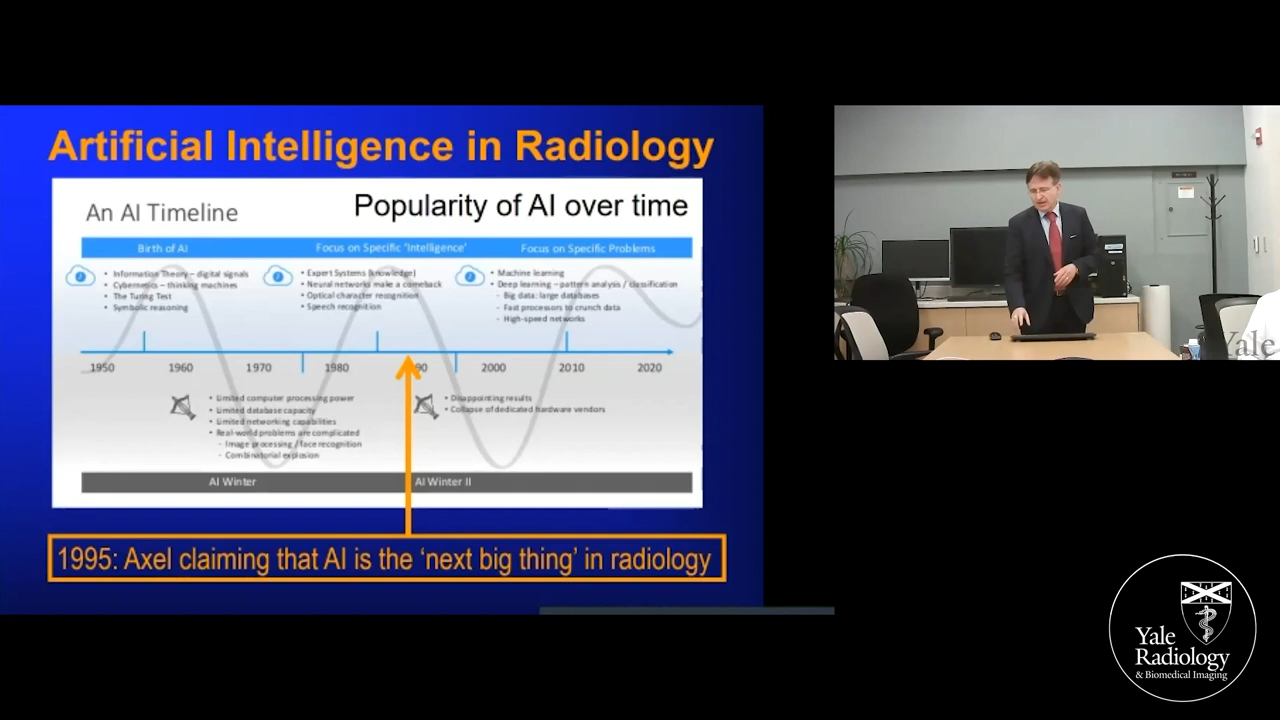 Artificial Intelligence in Radiology
An AI Timeline
Popularity of AI over time
Birth of AI
Focus on Specific 'Intelligence'
Focus on Specific Problems
• Information Theory – digital signals
• Cybernetics – thinking machines
• The Turing Test
• Symbolic reasoning
• Expert Systems (knowledge)
• Neural networks make a comeback
• Optical character recognition
• Speech recognition
• Machine learning
• Deep learning – pattern analysis / classification
- Big data: large databases
- Fast processors to crunch data
- High-speed networks
1950 1960 1970 1980 90 2000 2010 2020
• Limited computer processing power
• Limited database capacity
• Limited networking capabilities
• Real-world problems are complicated
- Image processing / face recognition
- Combinatorial explosion
• Disappointing results
• Collapse of dedicated hardware vendors
AI Winter
AI Winter II
1995: Axel claiming that AI is the 'next big thing' in radiology
Yale
Yale
Radiology
& Biomedical Imaging